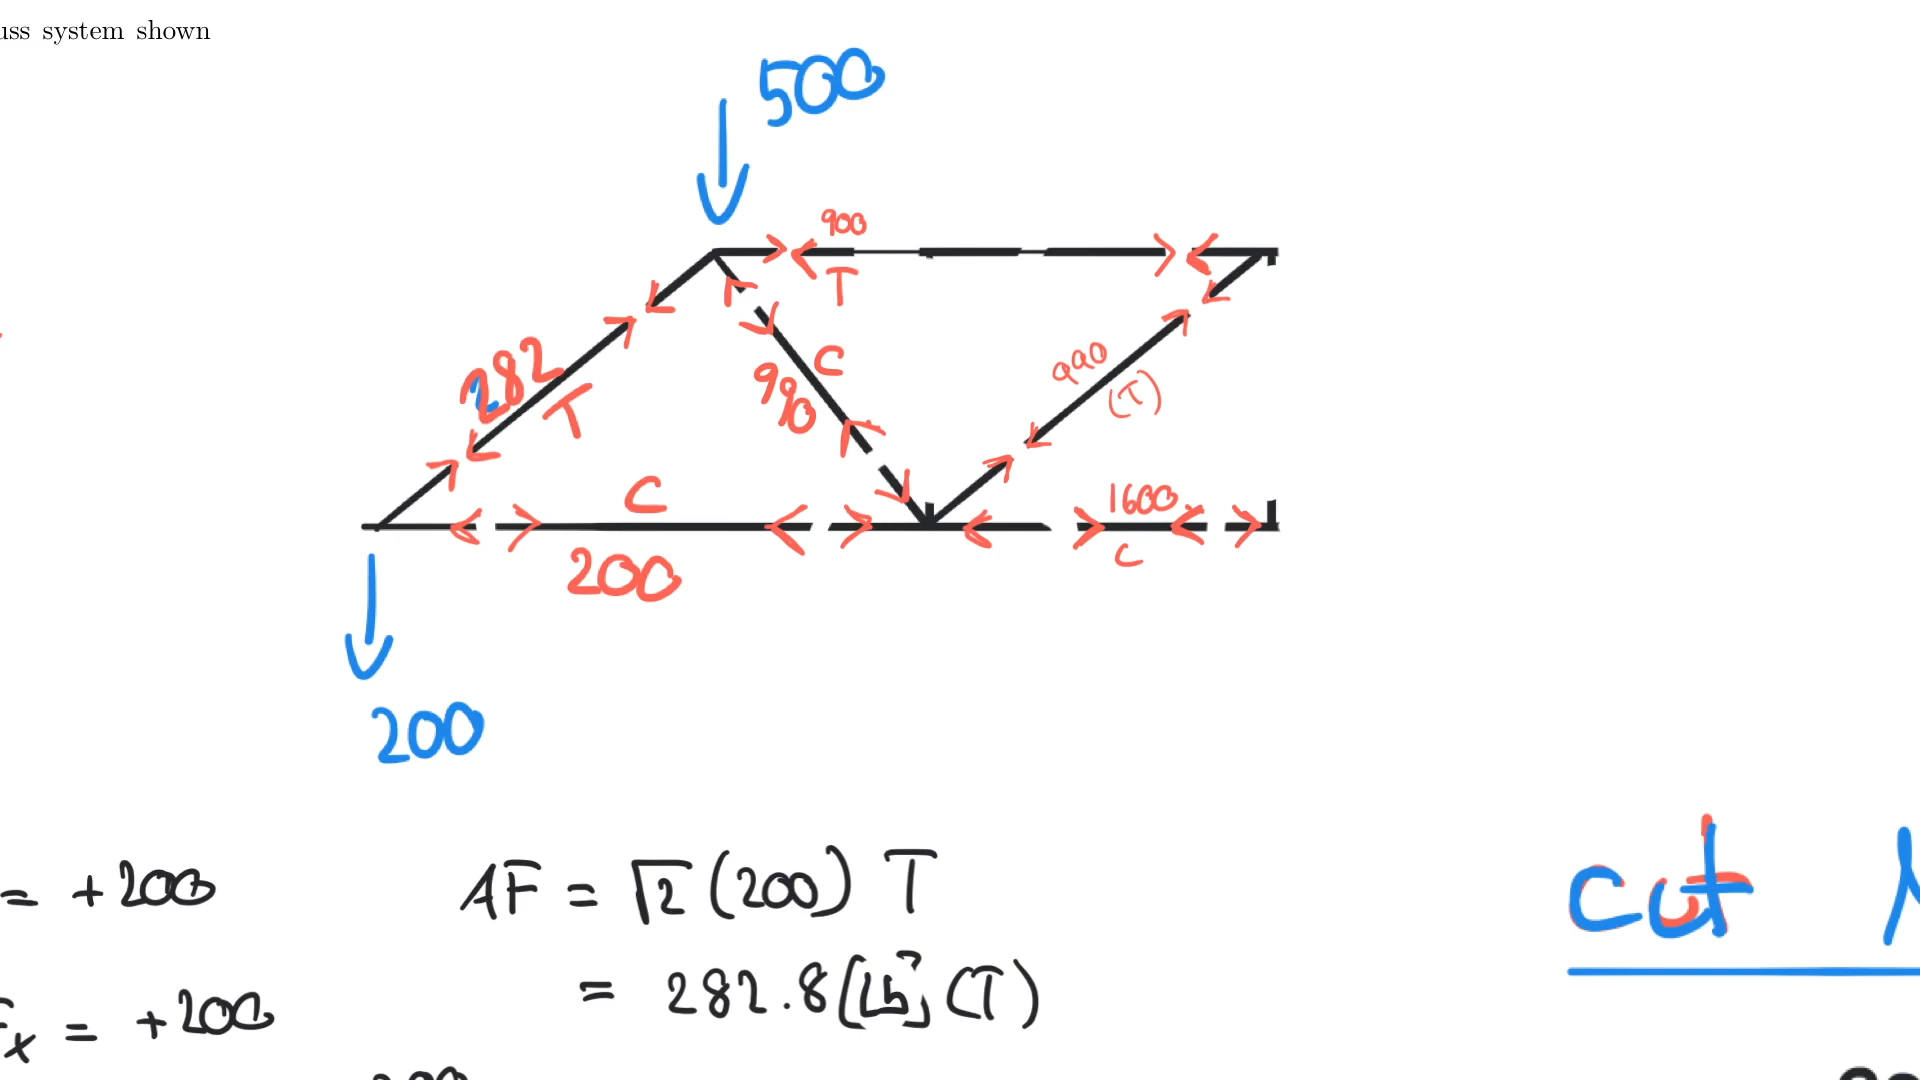 uss system shown
500
900
T
282
T
C
990
990
(T)
C
200
1600
C
200
= +200
AF = √2 (200) T
cut
= 282.8 [Lb] (T)
x = +200